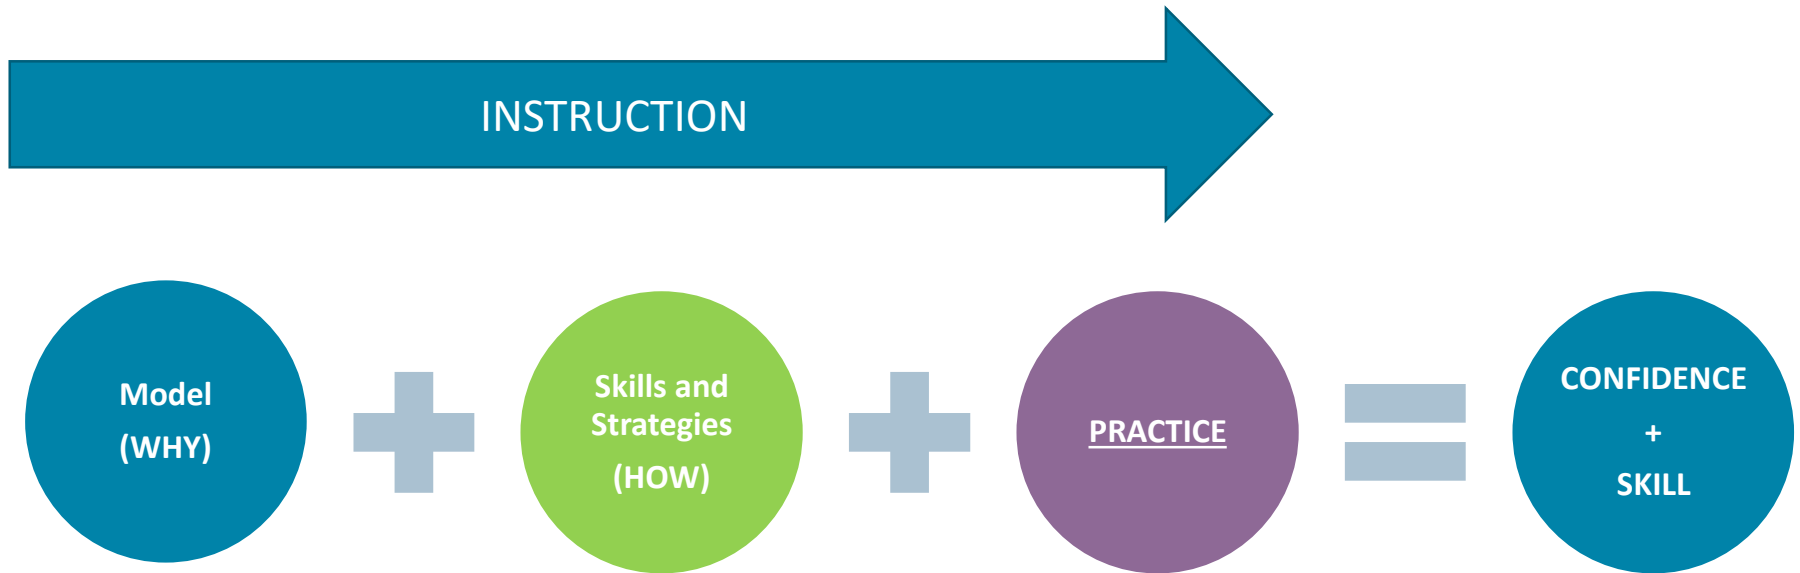 INSTRUCTION
Model
(WHY)
Skills and
Strategies
(HOW)
PRACTICE
CONFIDENCE
+
SKILL